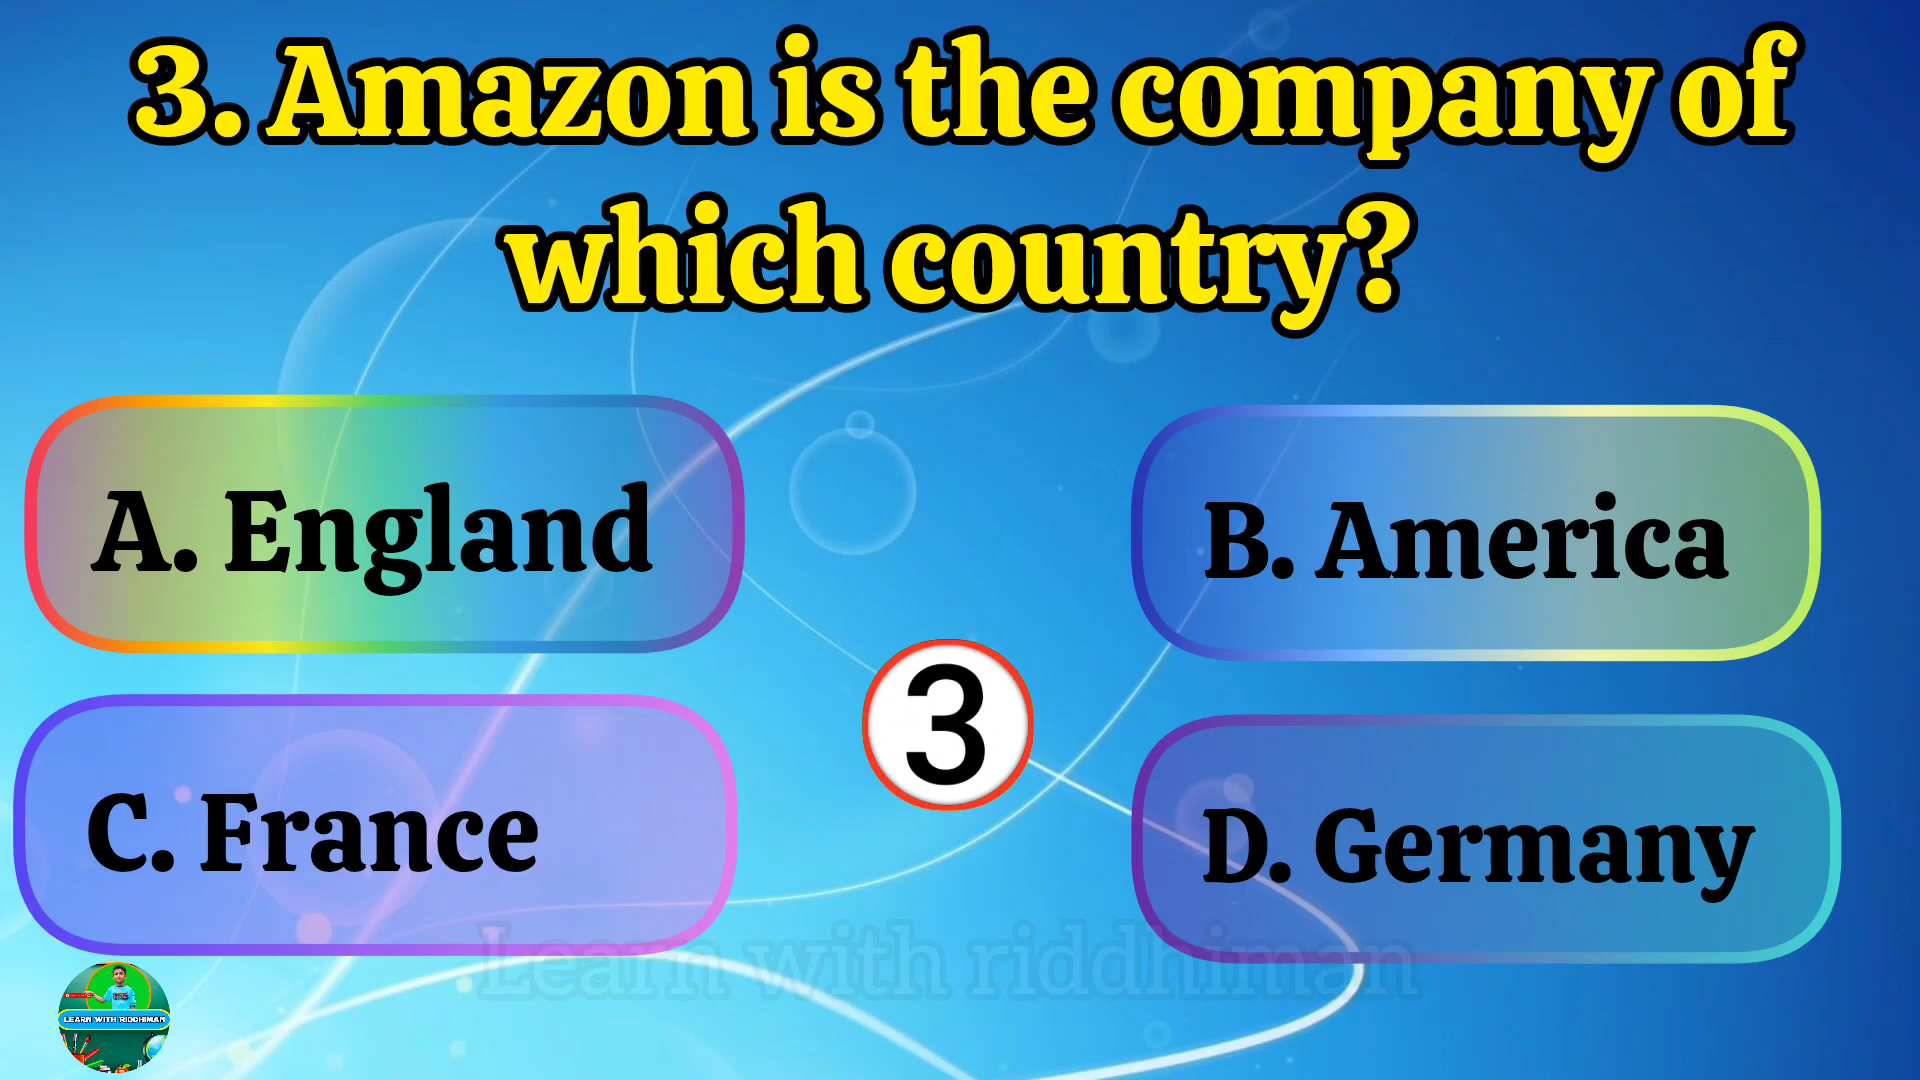 3. Amazon is the company of
which country?
A. England
B. America
C. France
3
D. Germany
Learn with riddhiman
LEARN WITH RIDDHIMAN